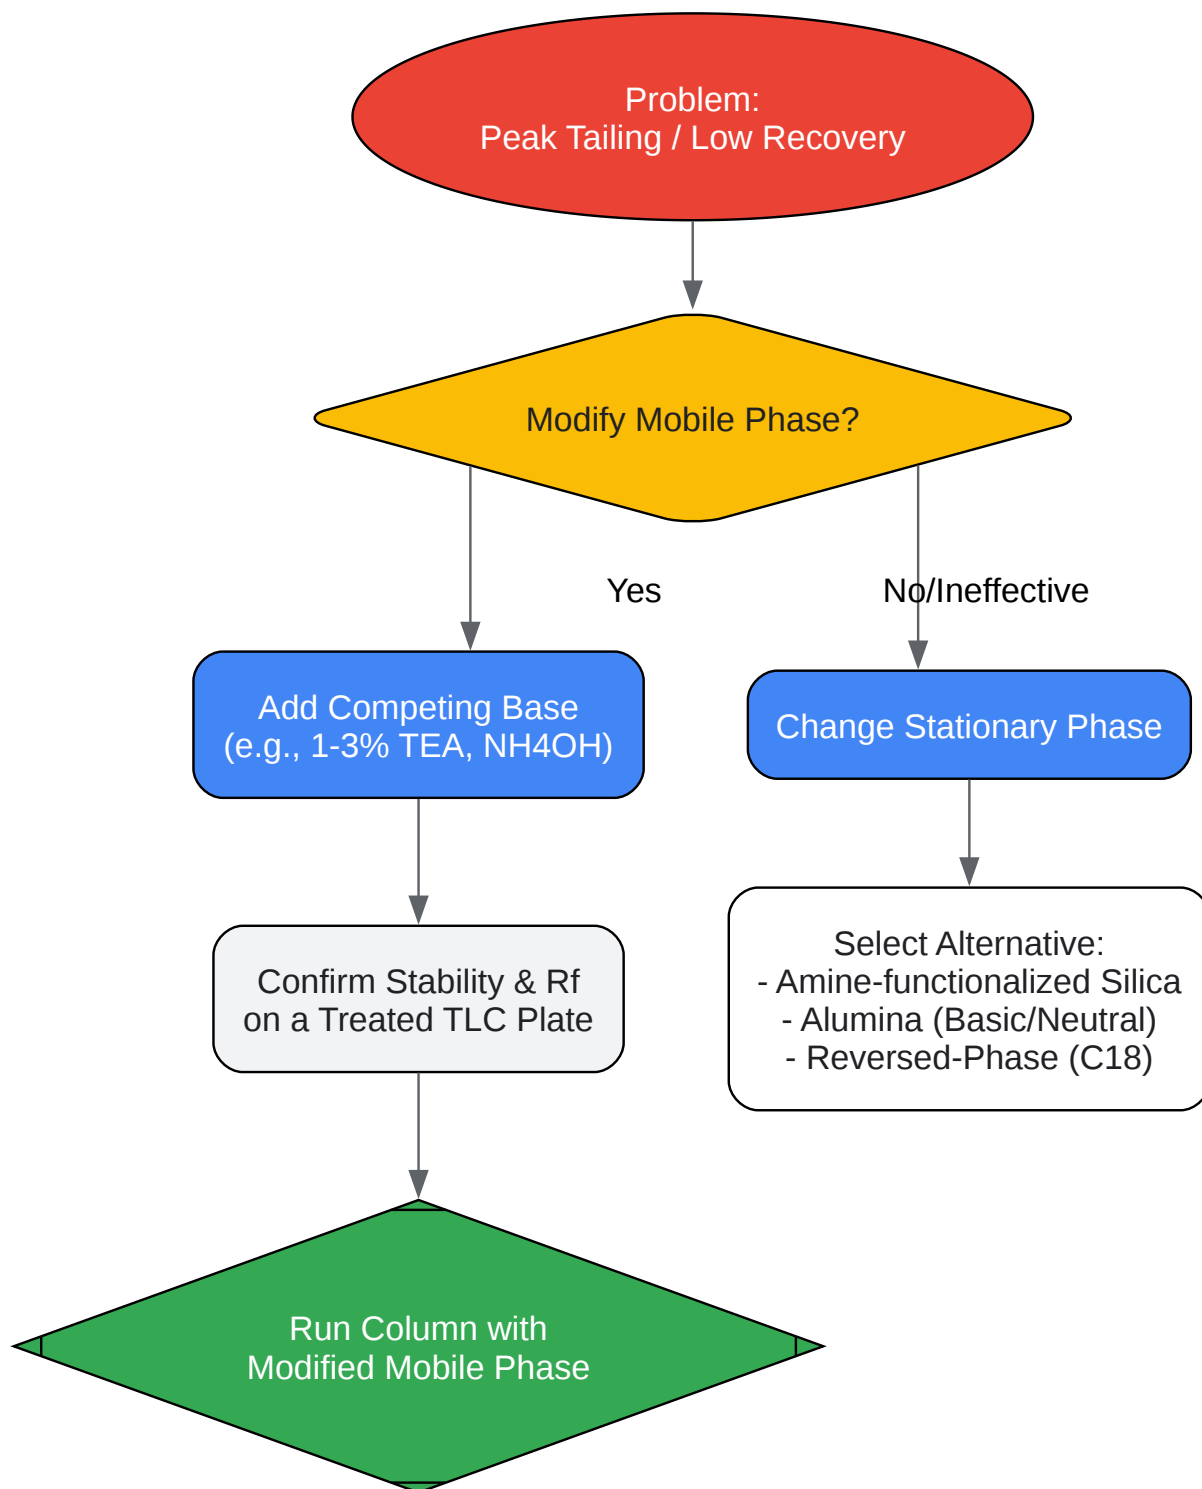 Problem:
Peak Tailing / Low Recovery
Modify Mobile Phase?
Yes
No/Ineffective
Add Competing Base
(e.g., 1-3% TEA, NH4OH)
Change Stationary Phase
Confirm Stability & Rf
on a Treated TLC Plate
Select Alternative:
- Amine-functionalized Silica
- Alumina (Basic/Neutral)
- Reversed-Phase (C18)
Run Column with
Modified Mobile Phase